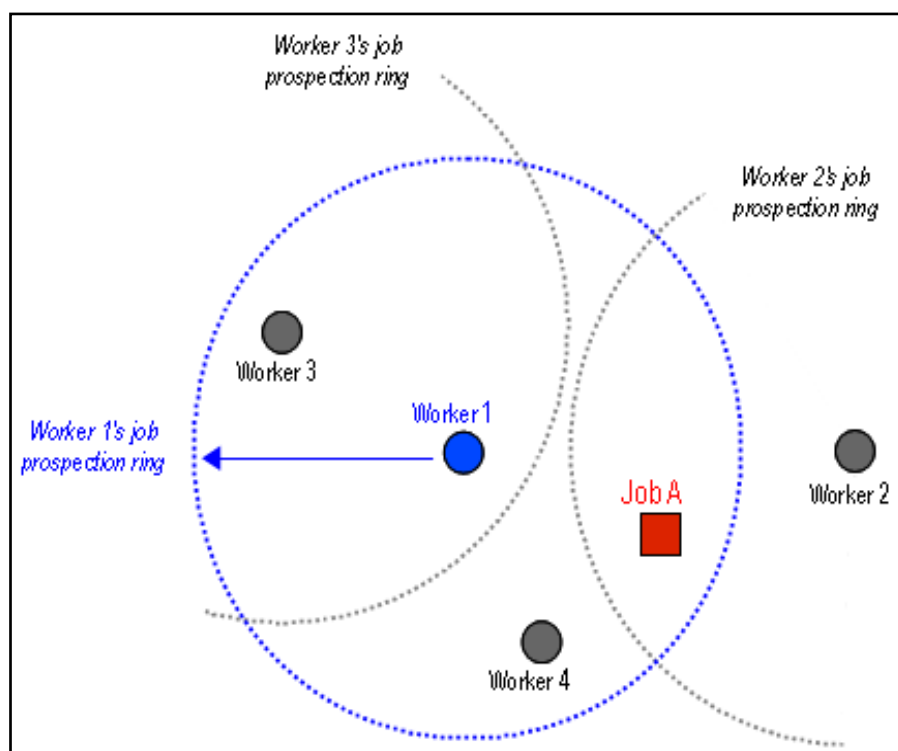 Worker 3's job
prospection ring
Worker 2's job
prospection ring
Worker 3
Worker 1
Worker 1's job
prospection ring
Job A
Worker 2
Worker 4